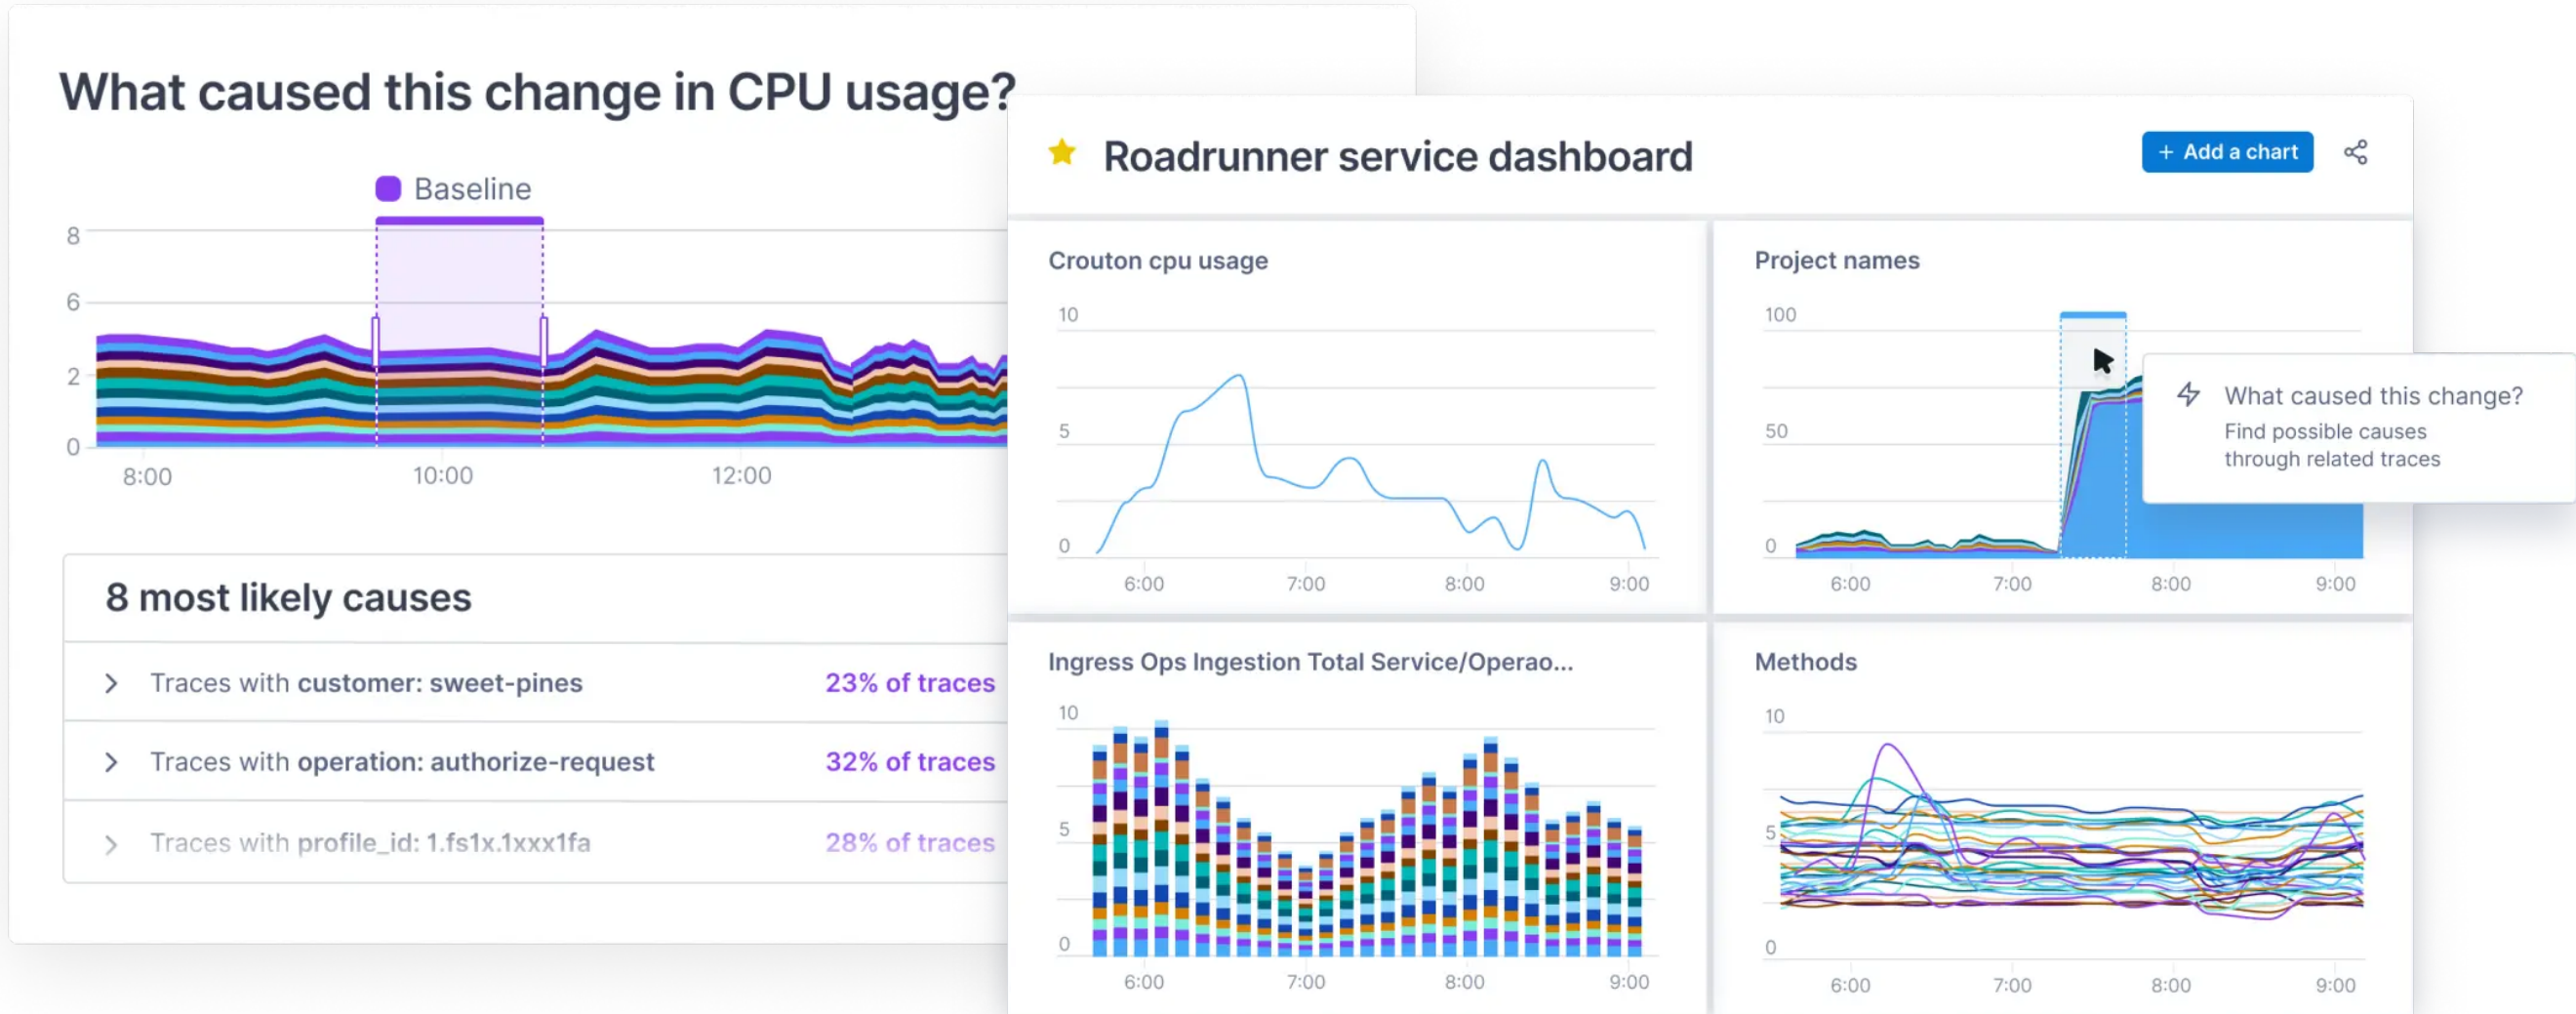 What caused this change in CPU usage?
Baseline
8
6
2
0
8:00 10:00 12:00
8 most likely causes
Traces with customer: sweet-pines 23% of traces
Traces with operation: authorize-request 32% of traces
Traces with profile_id: 1.fs1x.1xxx1fa 28% of traces
Roadrunner service dashboard
+ Add a chart
Crouton cpu usage
10
5
0
6:00 7:00 8:00 9:00
Project names
100
50
0
6:00 7:00 8:00 9:00
What caused this change?
Find possible causes
through related traces
Ingress Ops Ingestion Total Service/Operao...
10
5
0
6:00 7:00 8:00 9:00
Methods
10
5
0
6:00 7:00 8:00 9:00